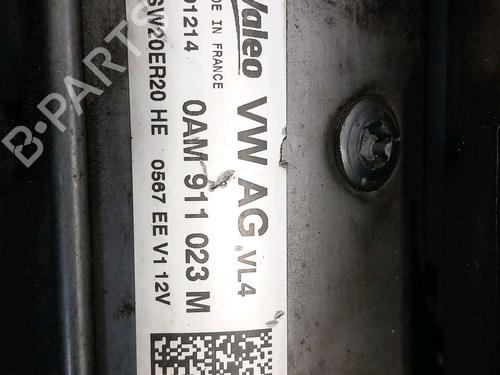 Valeo
DE IN FRANCE
VW AG VL4
01214
0AM 911 023 M
SW20ER20 HE 0567 EE V1 12V
B-PARTS